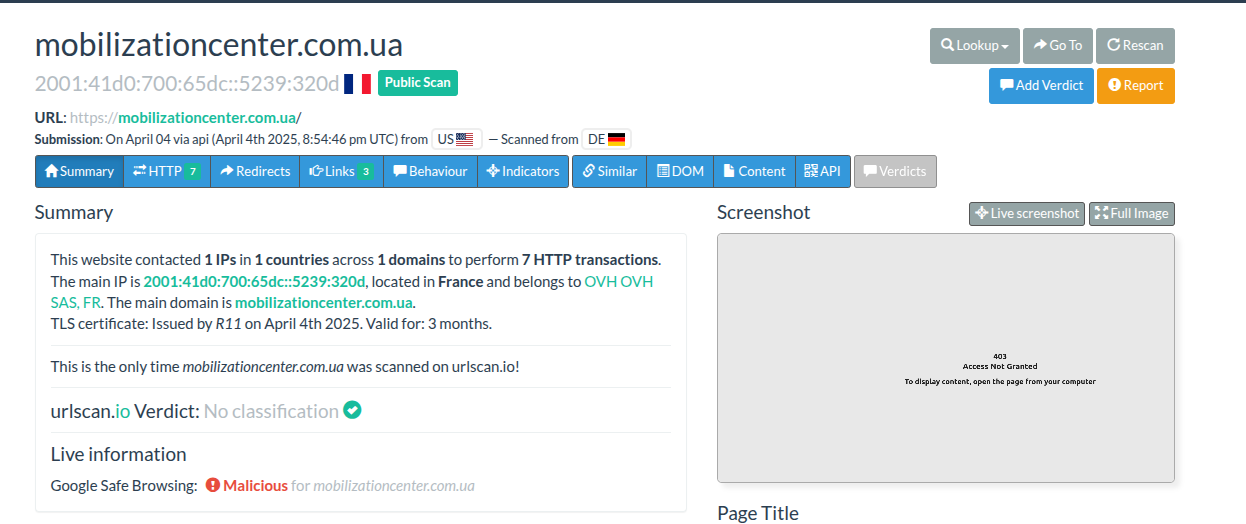 mobilizationcenter.com.ua
Lookup Go To Rescan
2001:41d0:700:65dc::5239:320d Public Scan
Add Verdict Report
URL: https://mobilizationcenter.com.ua/
Submission: On April 04 via api (April 4th 2025, 8:54:46 pm UTC) from US — Scanned from DE
Summary HTTP 7 Redirects Links 3 Behaviour Indicators Similar DOM Content API Verdicts
Summary
This website contacted 1 IPs in 1 countries across 1 domains to perform 7 HTTP transactions.
The main IP is 2001:41d0:700:65dc::5239:320d, located in France and belongs to OVH OVH
SAS, FR. The main domain is mobilizationcenter.com.ua.
TLS certificate: Issued by R11 on April 4th 2025. Valid for: 3 months.
This is the only time mobilizationcenter.com.ua was scanned on urlscan.io!
urlscan.io Verdict: No classification
Live information
Google Safe Browsing: Malicious for mobilizationcenter.com.ua
Screenshot
Live screenshot Full Image
403
Access Not Granted
To display content, open the page from your computer
Page Title